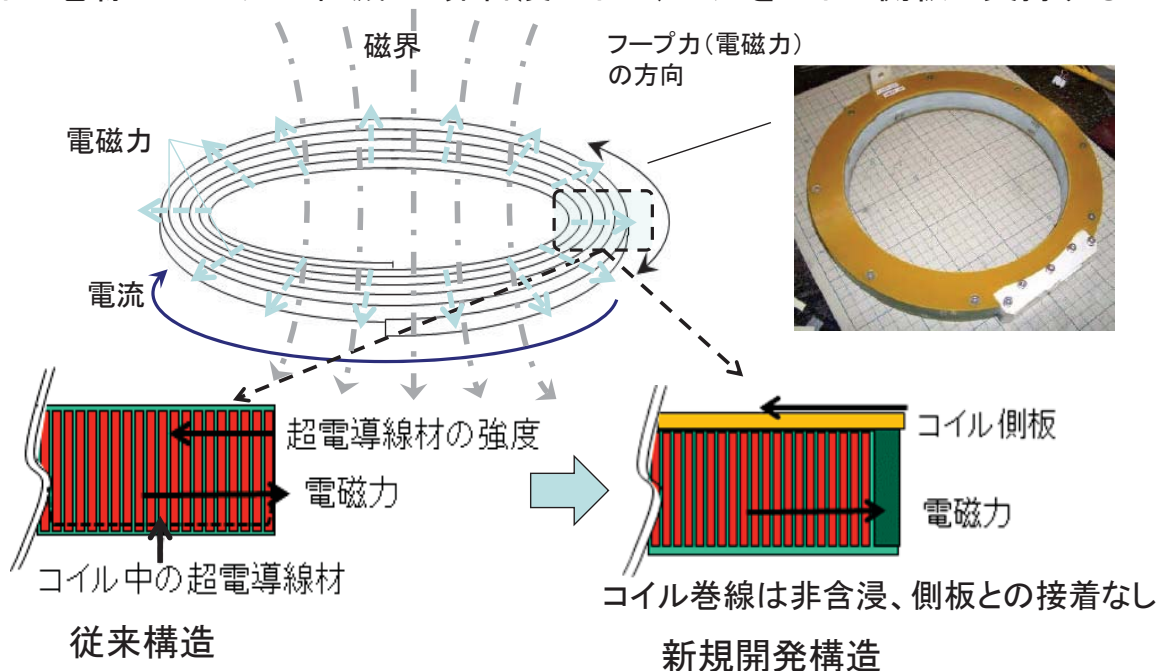 磁界
フープ力(電磁力)
の方向
電磁力
電流
超電導線材の強度
電磁力
コイル中の超電導線材
従来構造
コイル側板
電磁力
コイル巻線は非含浸、側板との接着なし
新規開発構造